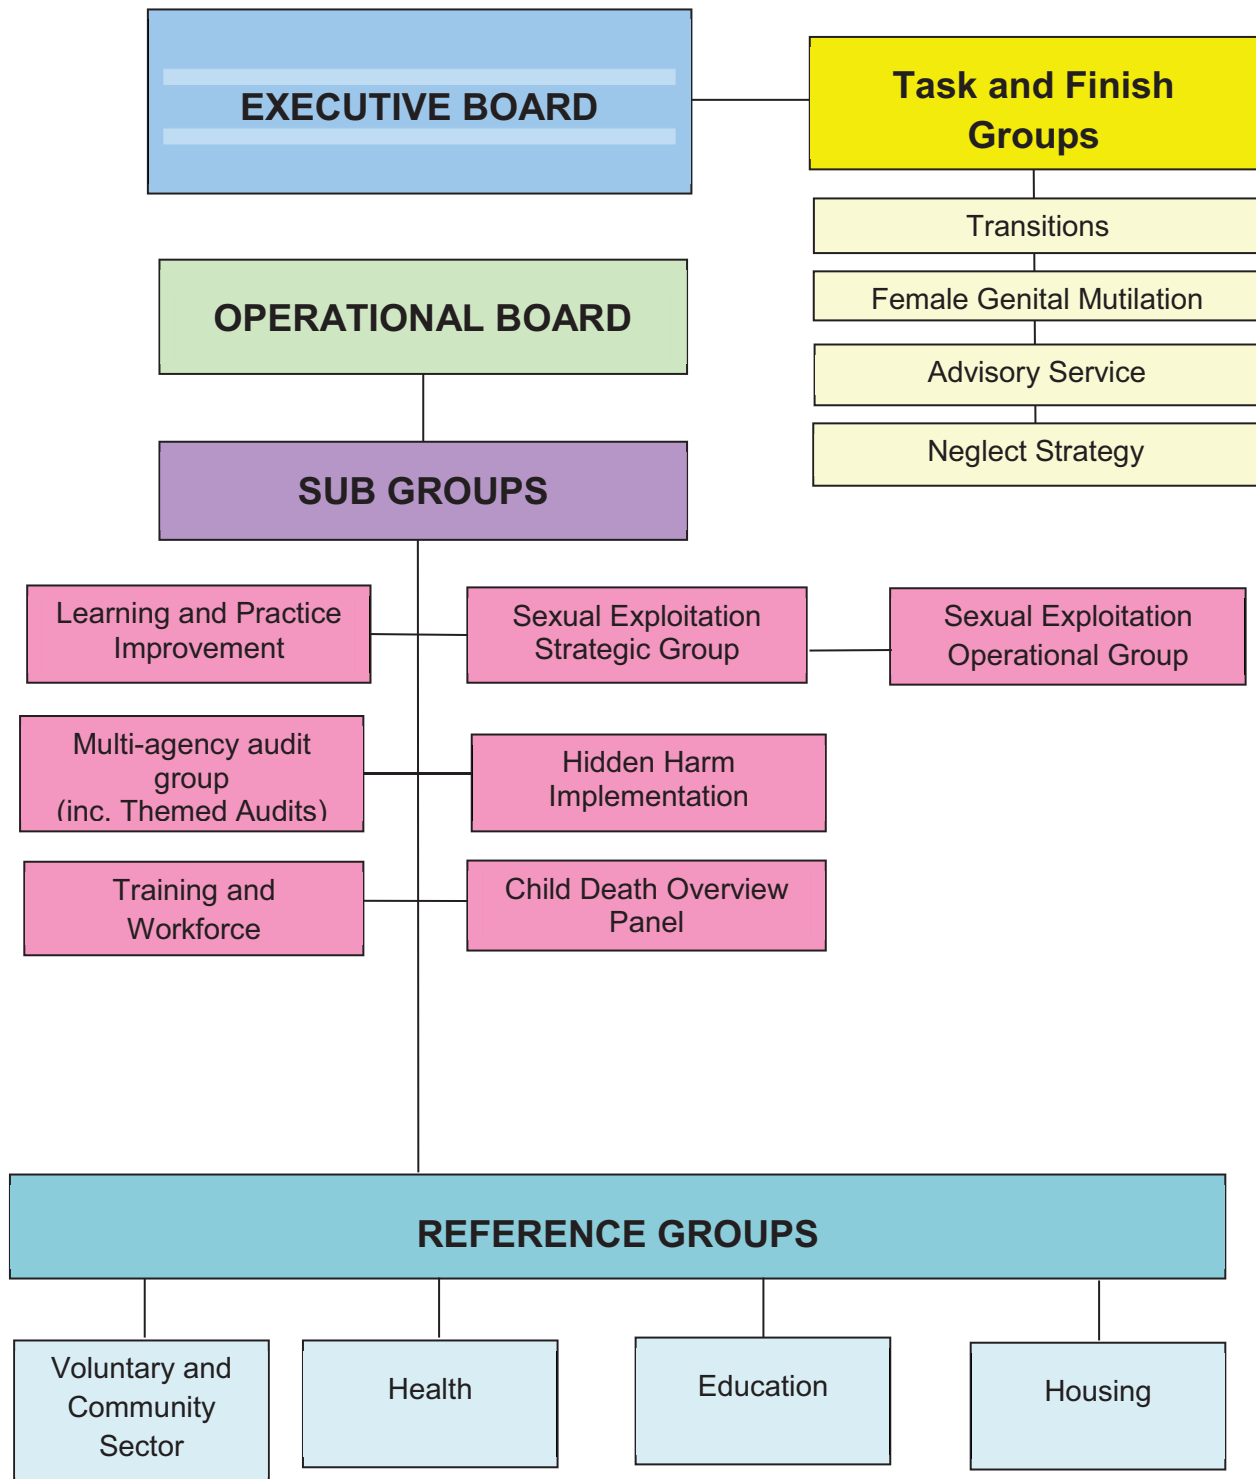 EXECUTIVE BOARD
Task and Finish
Groups
Transitions
Female Genital Mutilation
Advisory Service
Neglect Strategy
OPERATIONAL BOARD
SUB GROUPS
Learning and Practice
Improvement
Sexual Exploitation
Strategic Group
Sexual Exploitation
Operational Group
Multi-agency audit
group
(inc. Themed Audits)
Hidden Harm
Implementation
Training and
Workforce
Child Death Overview
Panel
REFERENCE GROUPS
Voluntary and
Community
Sector
Health
Education
Housing